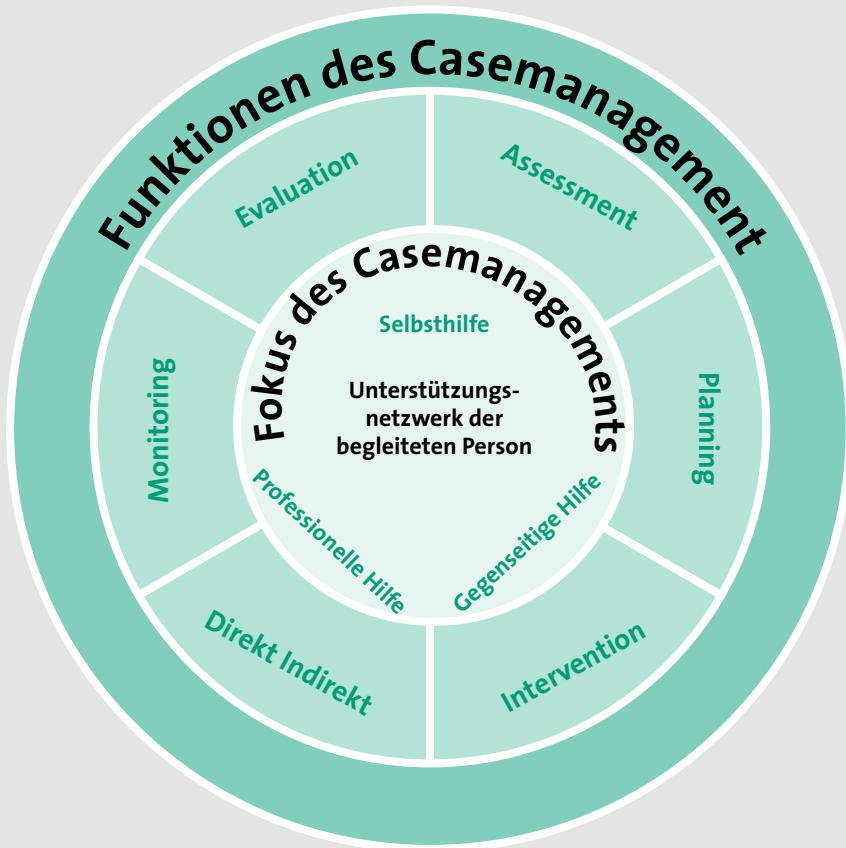 Funktionen des Casemanagement
Evaluation
Assessment
Fokus des Casemanagements
Selbsthilfe
Monitoring
Unterstützungs-
netzwerk der
begleiteten Person
Planning
Professionelle Hilfe
Gegenseitige Hilfe
Direkt Indirekt
Intervention